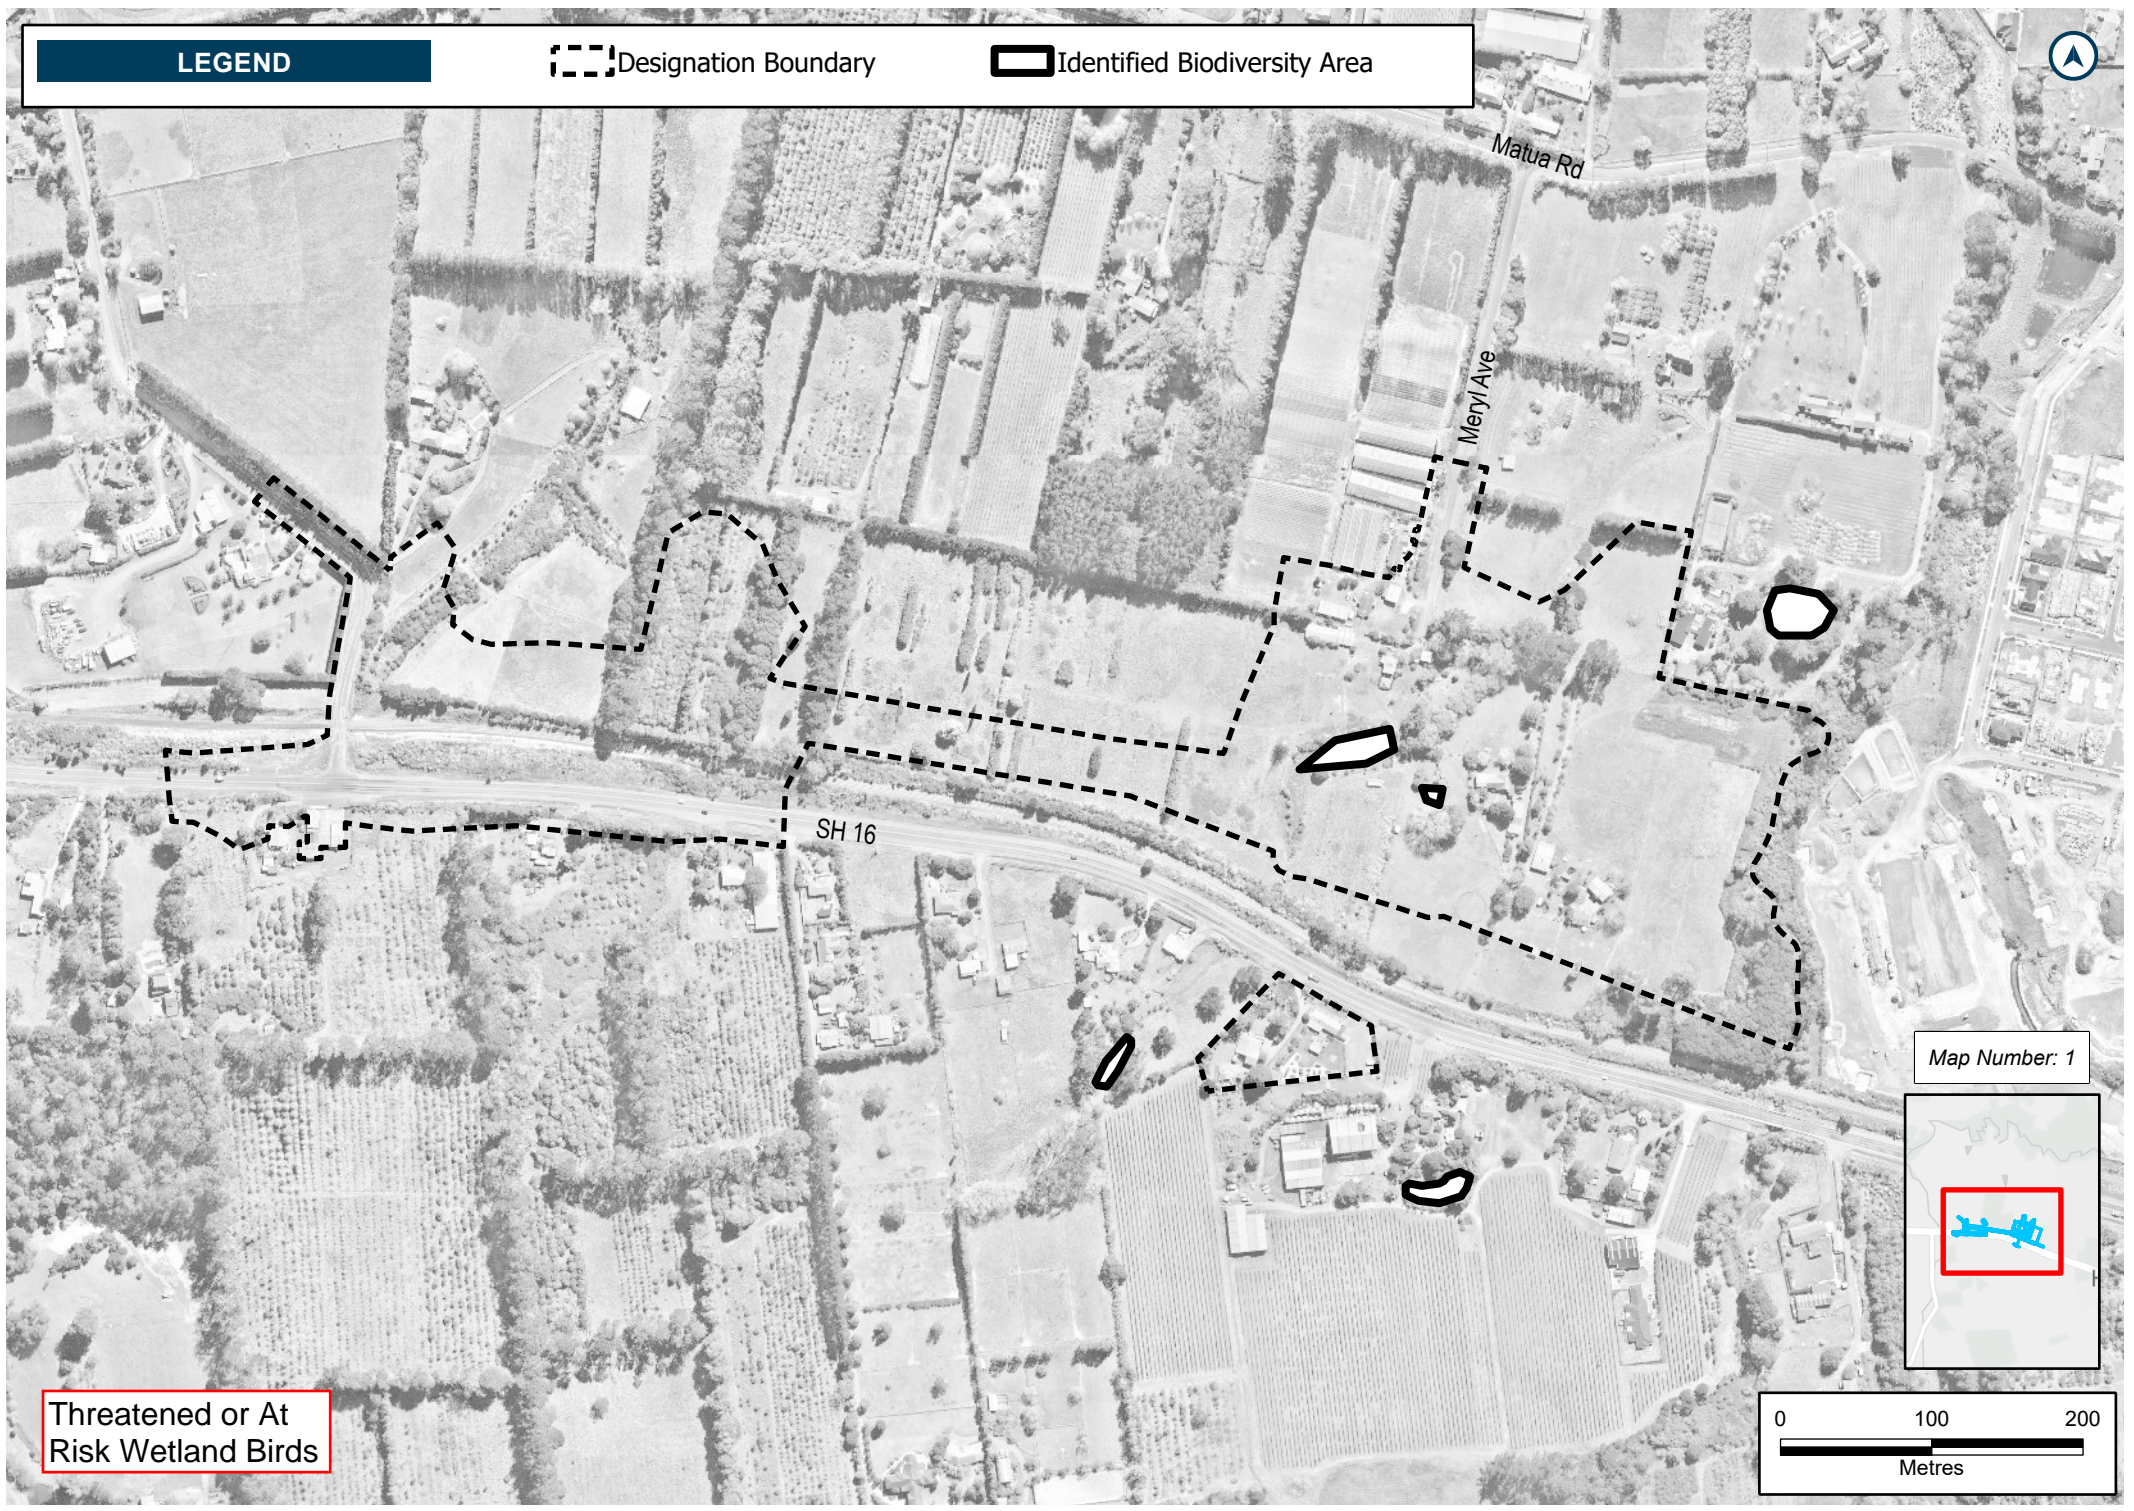 LEGEND
Designation Boundary
Identified Biodiversity Area
Matua Rd
Meryl Ave
SH 16
Map Number: 1
Threatened or At
Risk Wetland Birds
0 100 200
Metres